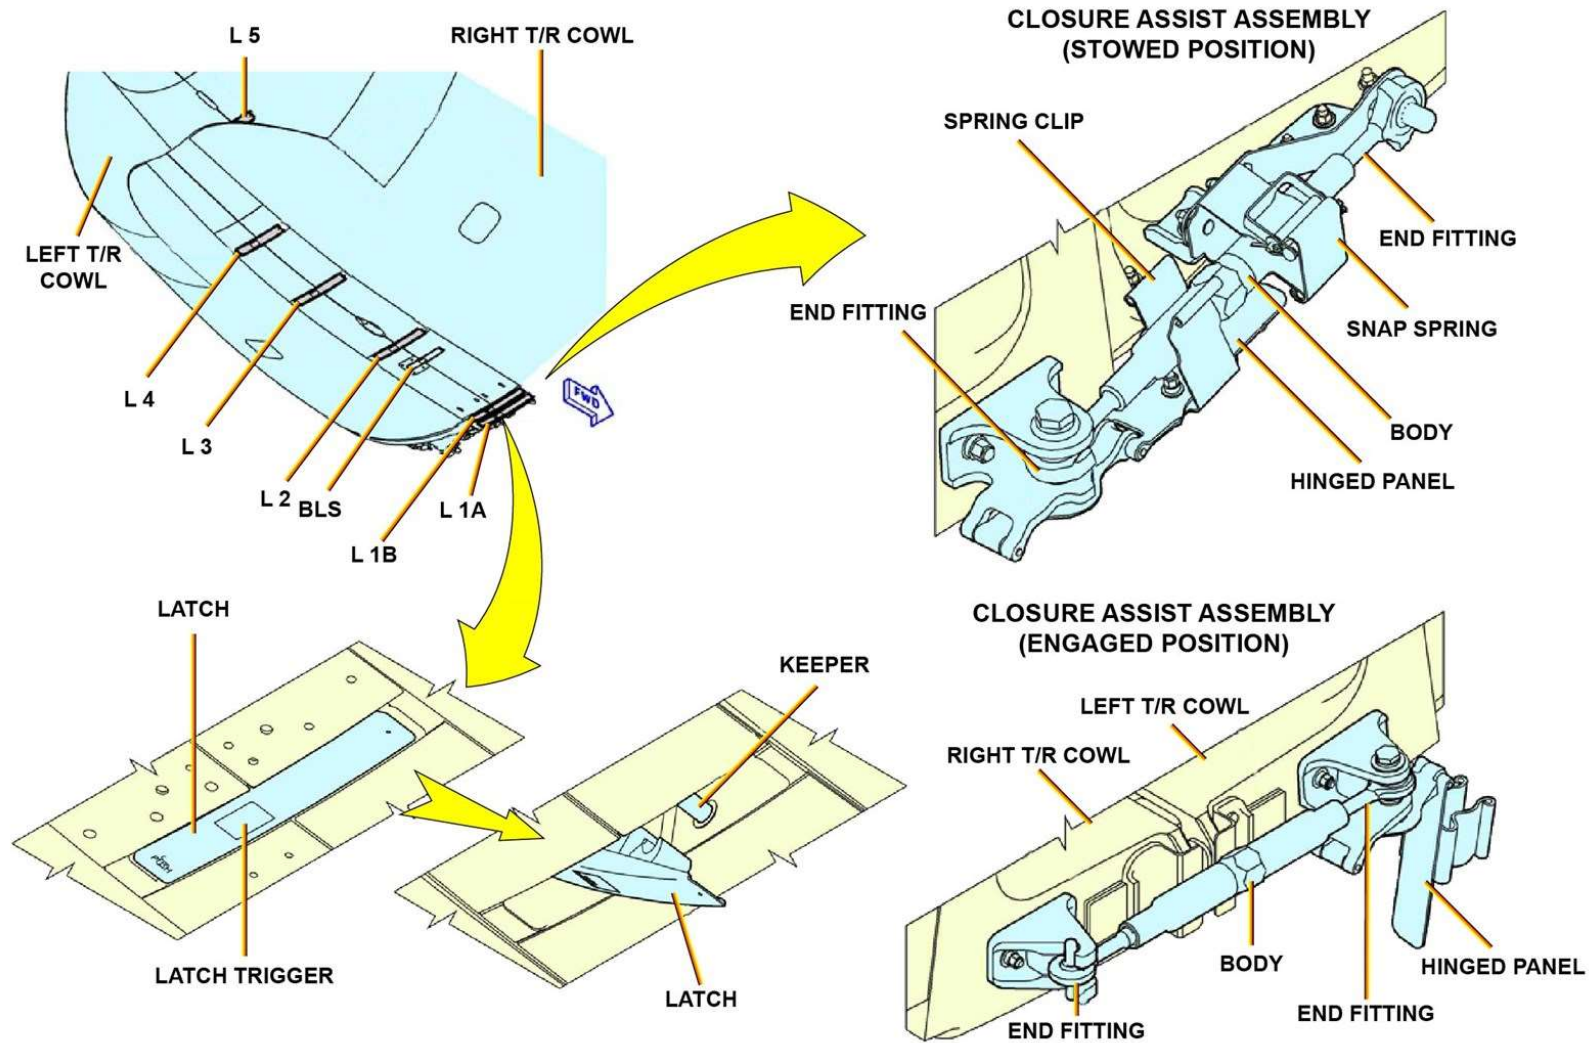 L 5
RIGHT T/R COWL
LEFT T/R
COWL
L 4
L 3
L 2
BLS
L 1A
L 1B
FWD
CLOSURE ASSIST ASSEMBLY
(STOWED POSITION)
SPRING CLIP
END FITTING
END FITTING
SNAP SPRING
BODY
HINGED PANEL
LATCH
PUSH
LATCH TRIGGER
KEEPER
LATCH
CLOSURE ASSIST ASSEMBLY
(ENGAGED POSITION)
LEFT T/R COWL
RIGHT T/R COWL
BODY
HINGED PANEL
END FITTING
END FITTING